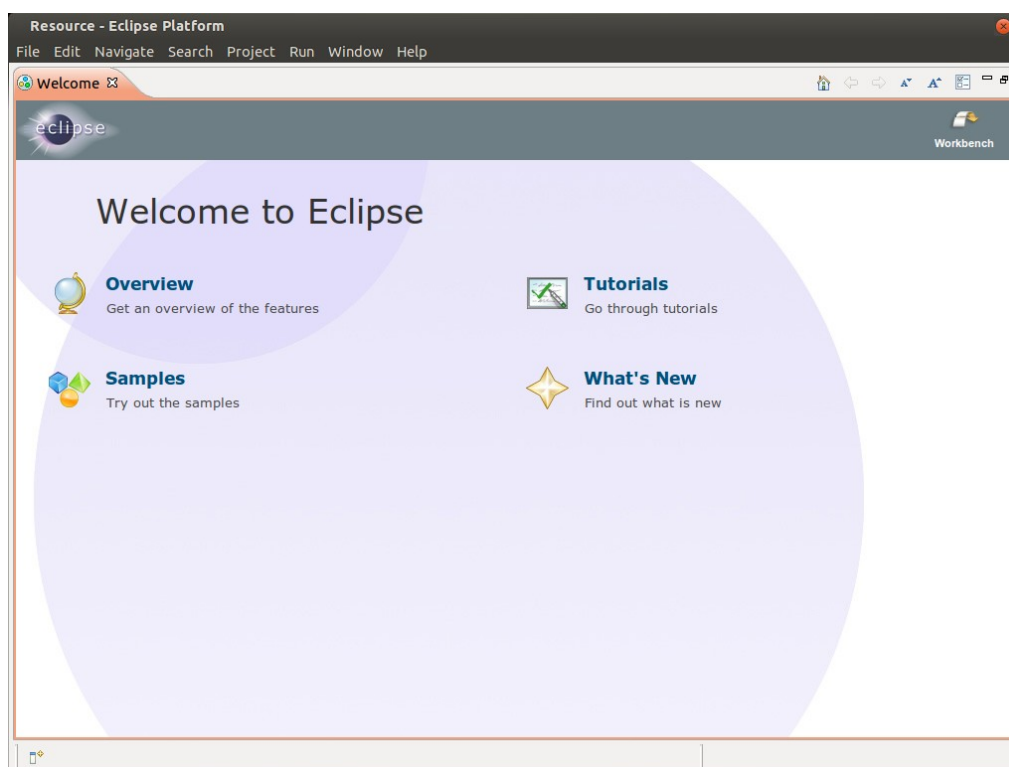 Resource - Eclipse Platform
File Edit Navigate Search Project Run Window Help
Welcome
eclipse
Workbench
Welcome to Eclipse
Overview
Get an overview of the features
Tutorials
Go through tutorials
Samples
Try out the samples
What's New
Find out what is new